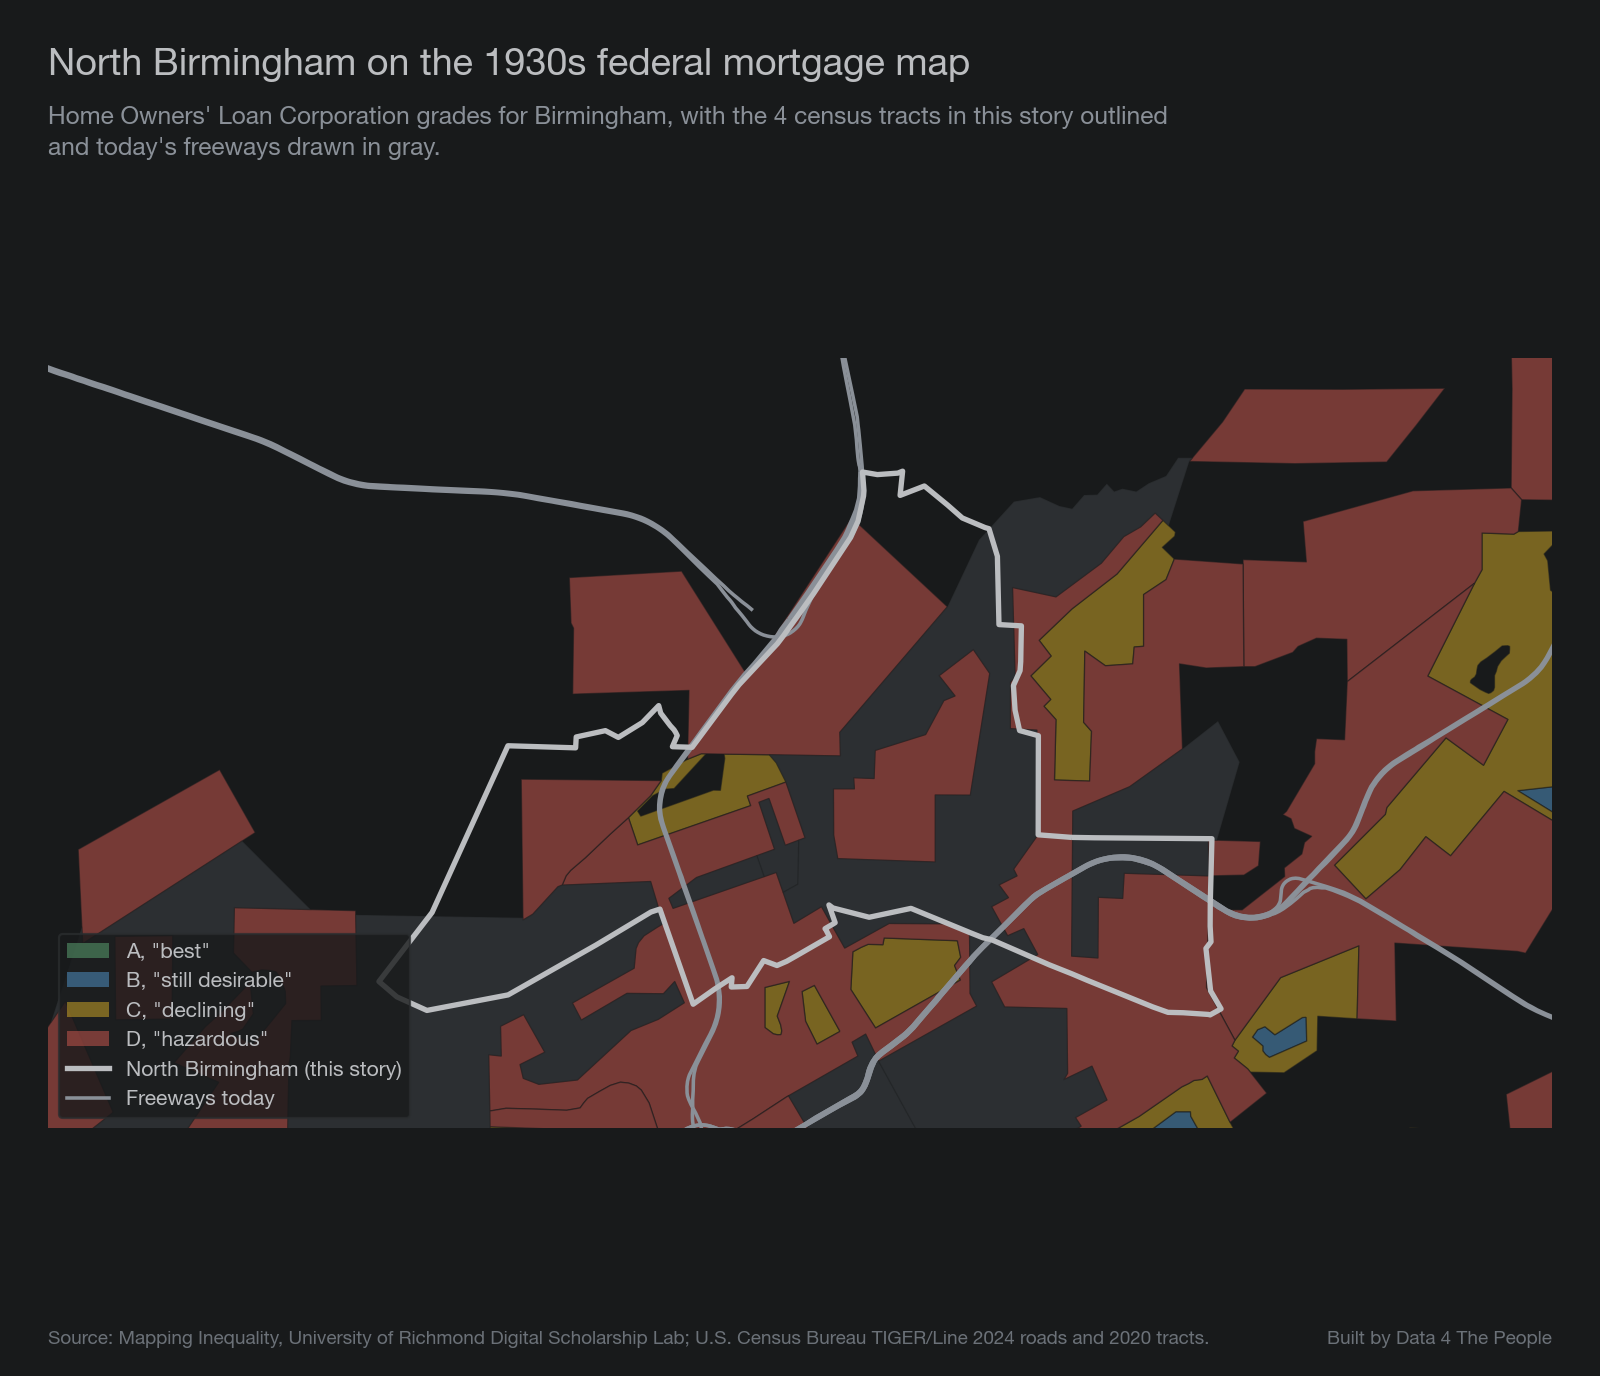 North Birmingham on the 1930s federal mortgage map
Home Owners' Loan Corporation grades for Birmingham, with the 4 census tracts in this story outlined
and today's freeways drawn in gray.
A, "best"
B, "still desirable"
C, "declining"
D, "hazardous"
North Birmingham (this story)
Freeways today
Source: Mapping Inequality, University of Richmond Digital Scholarship Lab; U.S. Census Bureau TIGER/Line 2024 roads and 2020 tracts.
Built by Data 4 The People